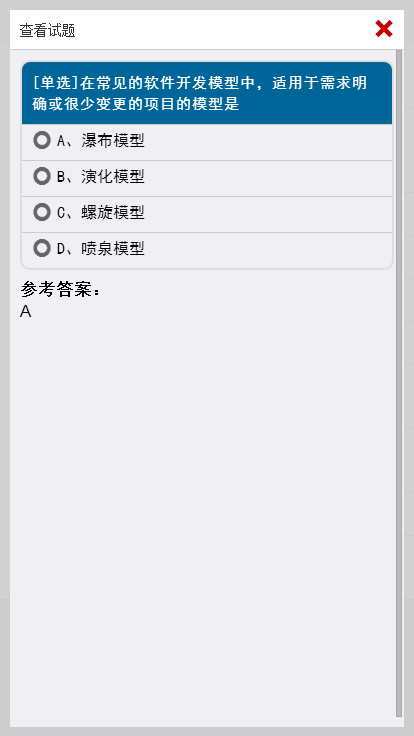 查看试题
[单选]在常见的软件开发模型中，适用于需求明
确或很少变更的项目的模型是
A、瀑布模型
B、演化模型
C、螺旋模型
D、喷泉模型
参考答案：
A